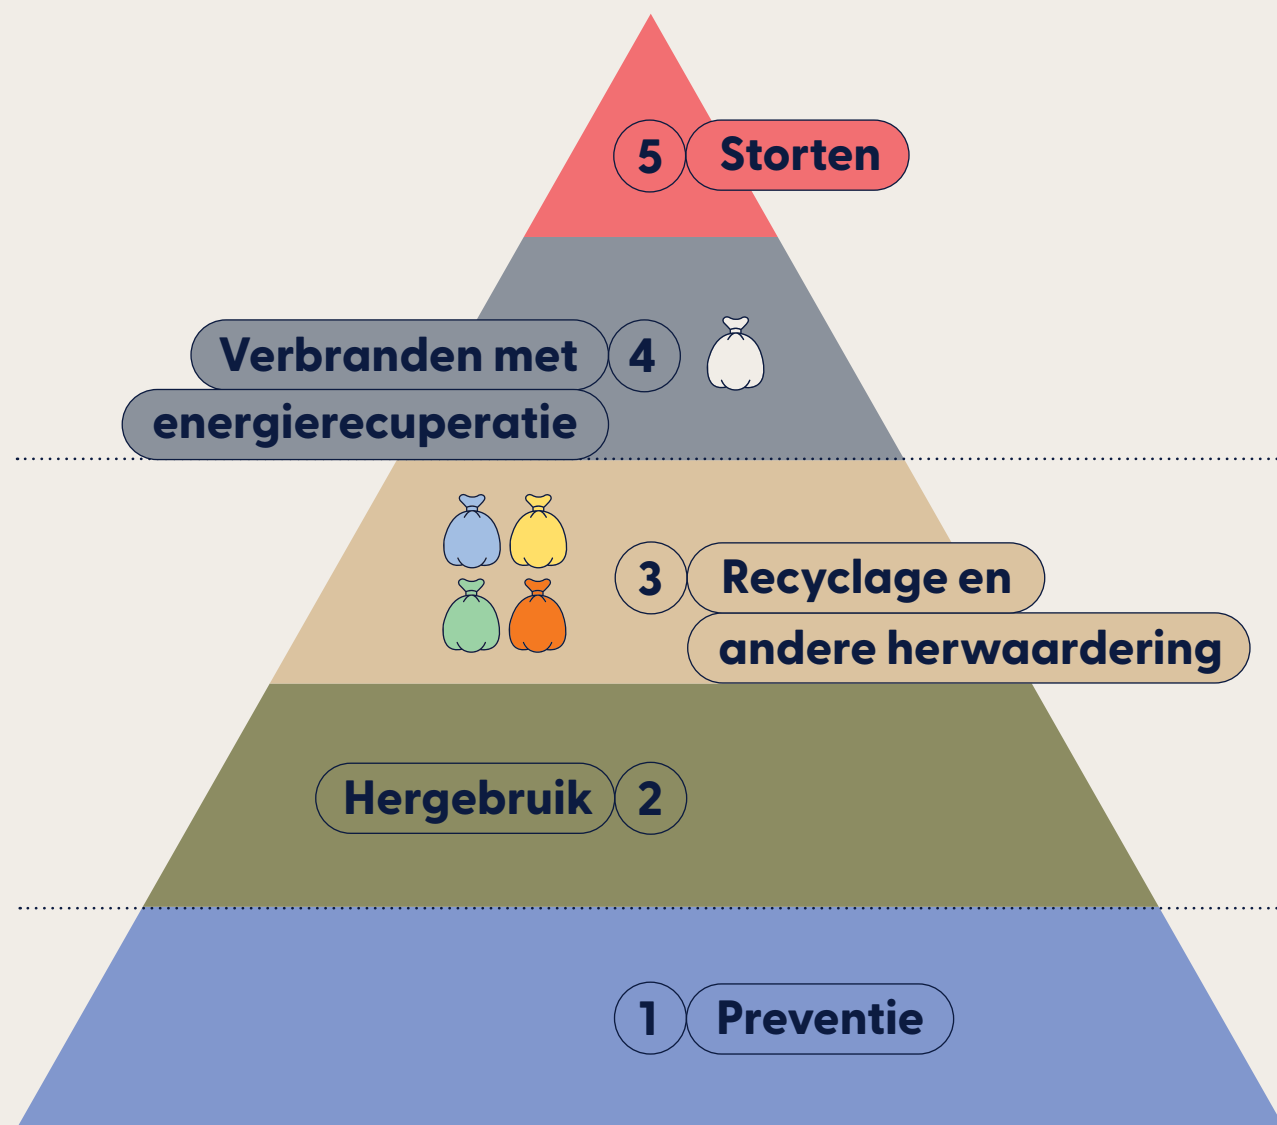 5 Storten
Verbranden met 4
energierecuperatie
3 Recyclage en
andere herwaardering
Hergebruik 2
1 Preventie